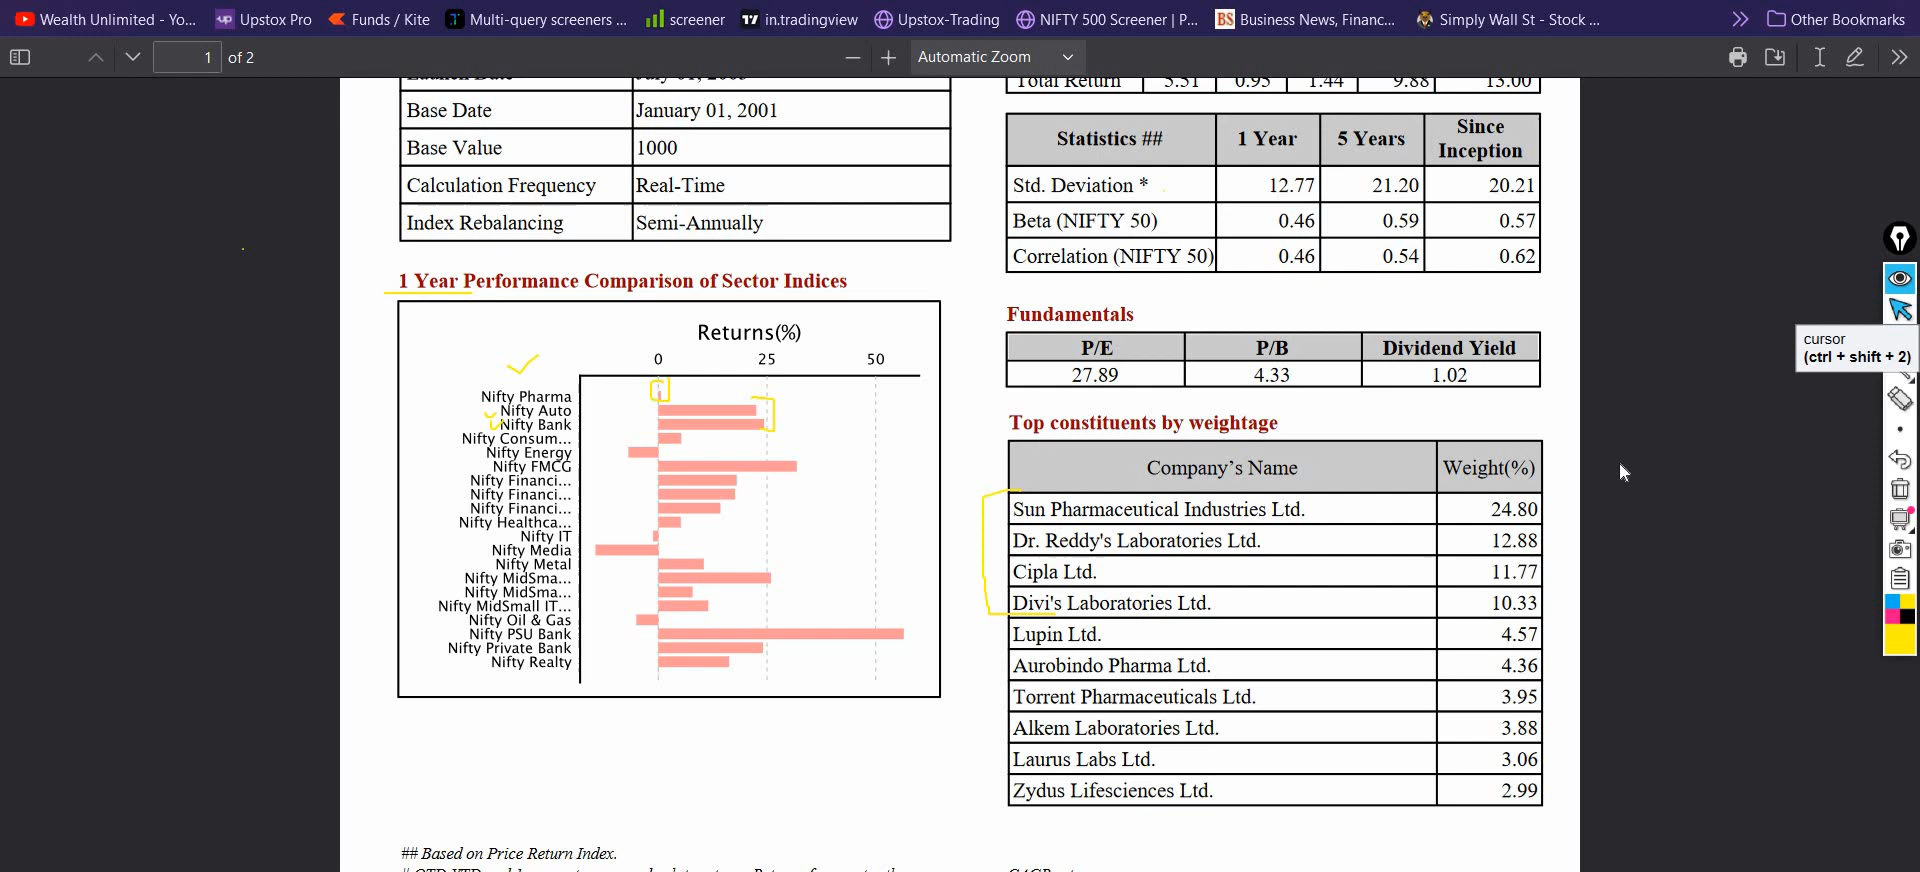 Wealth Unlimited - Yo...
Upstox Pro
Funds / Kite
Multi-query screeners ...
screener
in.tradingview
Upstox-Trading
NIFTY 500 Screener | P...
BS Business News, Financ...
Simply Wall St - Stock ...
Other Bookmarks
1 of 2
Automatic Zoom
Base Date January 01, 2001
Base Value 1000
Calculation Frequency Real-Time
Index Rebalancing Semi-Annually
Total Return 5.51 0.95 1.44 9.88 13.00
Statistics ## 1 Year 5 Years Since Inception
Std. Deviation * 12.77 21.20 20.21
Beta (NIFTY 50) 0.46 0.59 0.57
Correlation (NIFTY 50) 0.46 0.54 0.62
1 Year Performance Comparison of Sector Indices
Returns(%)
0 25 50
Nifty Pharma
Nifty Auto
Nifty Bank
Nifty Consum...
Nifty Energy
Nifty FMCG
Nifty Financi...
Nifty Financi...
Nifty Financi...
Nifty Healthca...
Nifty IT
Nifty Media
Nifty Metal
Nifty MidSma...
Nifty MidSma...
Nifty MidSmall IT...
Nifty Oil & Gas
Nifty PSU Bank
Nifty Private Bank
Nifty Realty
Fundamentals
P/E P/B Dividend Yield
27.89 4.33 1.02
Top constituents by weightage
Company's Name Weight(%)
Sun Pharmaceutical Industries Ltd. 24.80
Dr. Reddy's Laboratories Ltd. 12.88
Cipla Ltd. 11.77
Divi's Laboratories Ltd. 10.33
Lupin Ltd. 4.57
Aurobindo Pharma Ltd. 4.36
Torrent Pharmaceuticals Ltd. 3.95
Alkem Laboratories Ltd. 3.88
Laurus Labs Ltd. 3.06
Zydus Lifesciences Ltd. 2.99
## Based on Price Return Index.
cursor
(ctrl + shift + 2)